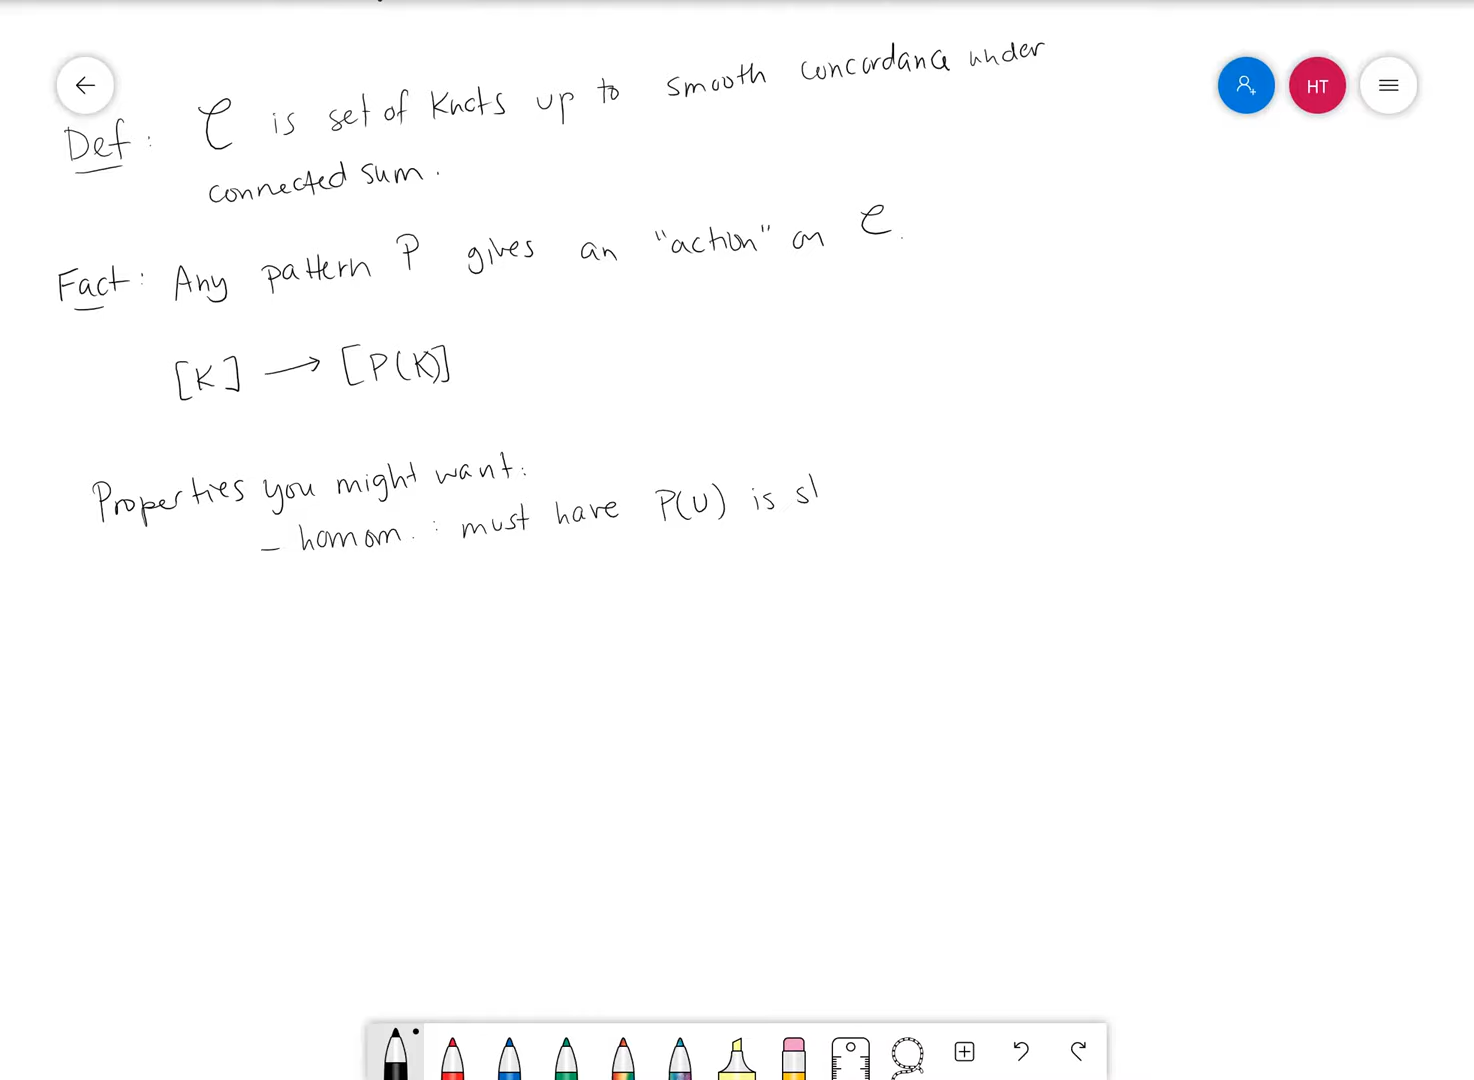 Def: C is set of knots up to smooth concordance under
connected sum.
Fact: Any pattern P gives an "action" on C.
[K] → [P(K)]
Properties you might want:
- homom.: must have P(U) is sl
HT